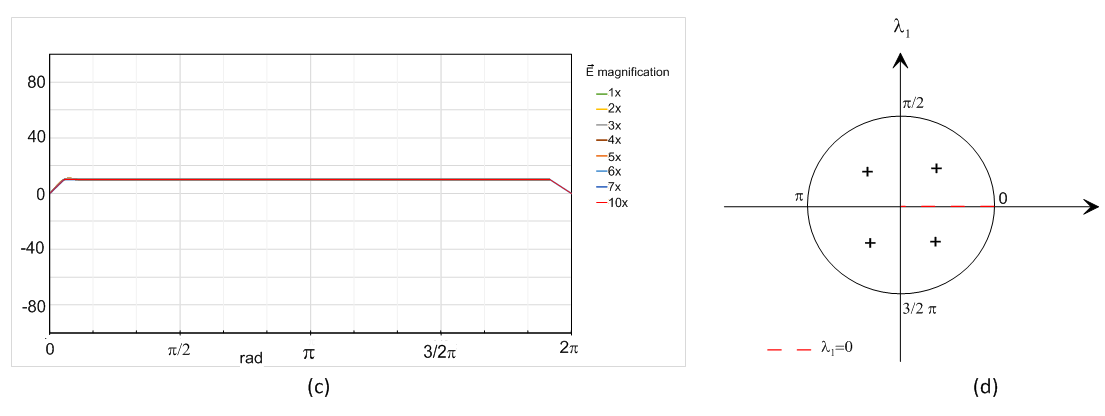 80
40
0
-40
-80
0
π/2
rad
π
3/2π
2π
E⃗ magnification
1x
2x
3x
4x
5x
6x
7x
10x
(c)
λ₁
π/2
+ +
π
0
+ +
3/2 π
λ₁=0
(d)